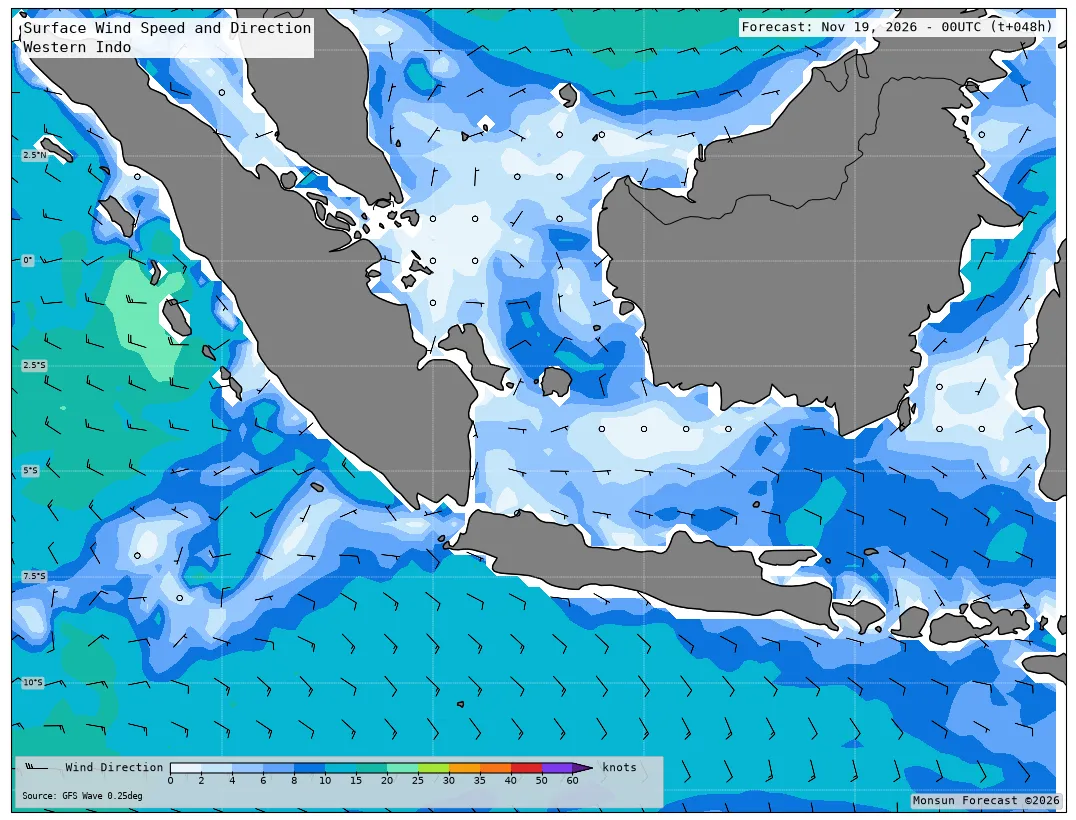 Surface Wind Speed and Direction
Western Indo
Forecast: Nov 19, 2026 - 00UTC (t+048h)
2.5°N
0°
2.5°S
5°S
7.5°S
10°S
Wind Direction
0 2 4 6 8 10 15 20 25 30 35 40 50 60
knots
Source: GFS Wave 0.25deg
Monsun Forecast ©2026